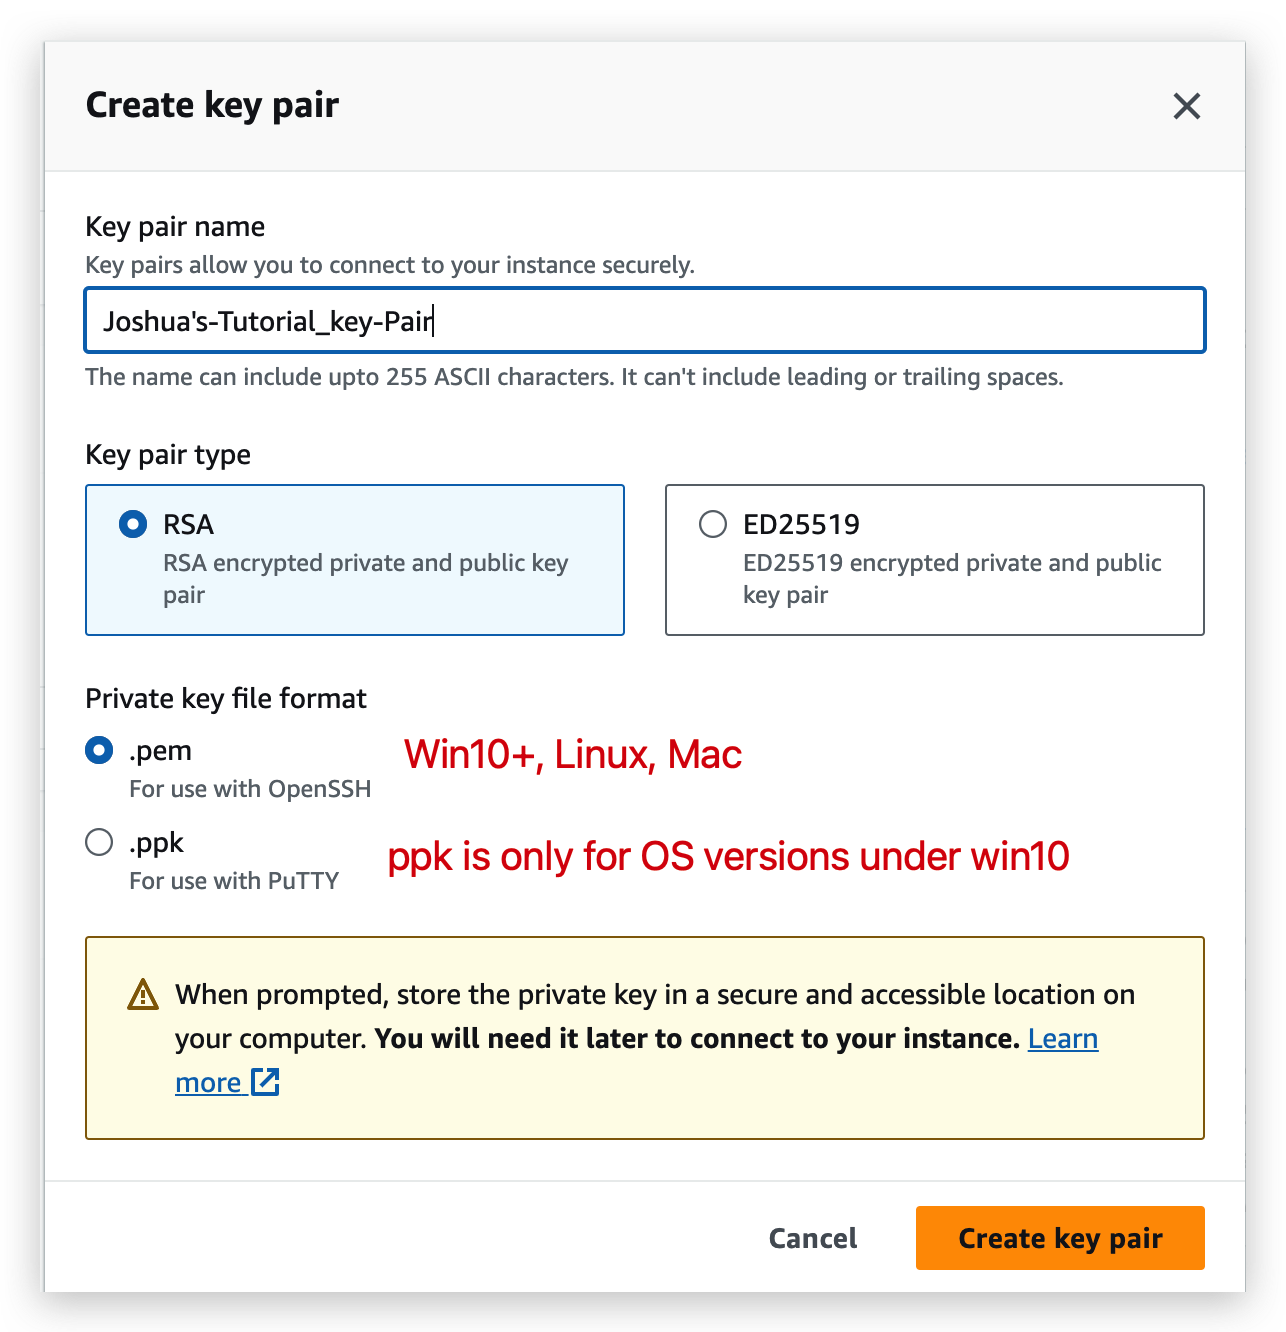 Create key pair
Key pair name
Key pairs allow you to connect to your instance securely.
Joshua's-Tutorial_key-Pair
The name can include upto 255 ASCII characters. It can't include leading or trailing spaces.
Key pair type
RSA
RSA encrypted private and public key
pair
ED25519
ED25519 encrypted private and public
key pair
Private key file format
.pem
Win10+, Linux, Mac
For use with OpenSSH
.ppk
ppk is only for OS versions under win10
For use with PuTTY
When prompted, store the private key in a secure and accessible location on
your computer. You will need it later to connect to your instance. Learn
more
Cancel
Create key pair